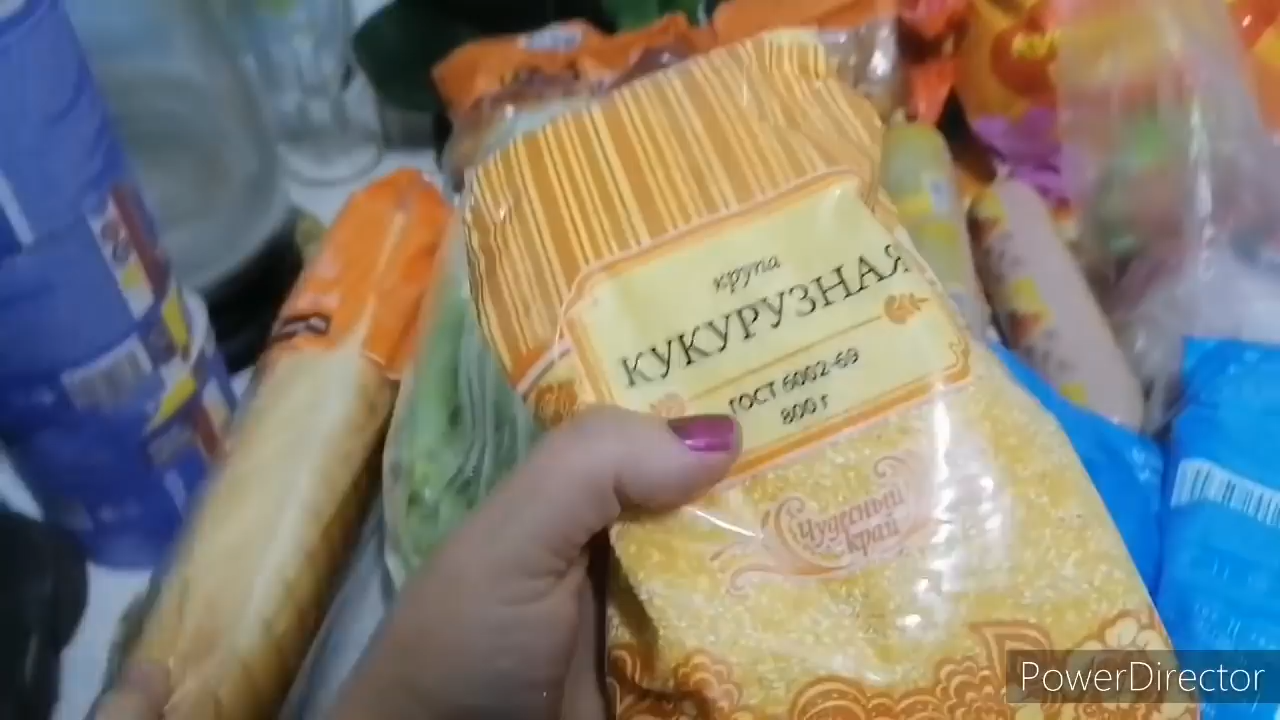 крупа
КУКУРУЗНАЯ
ГОСТ 6002-69
800 г
Чудесный
край
PowerDirector